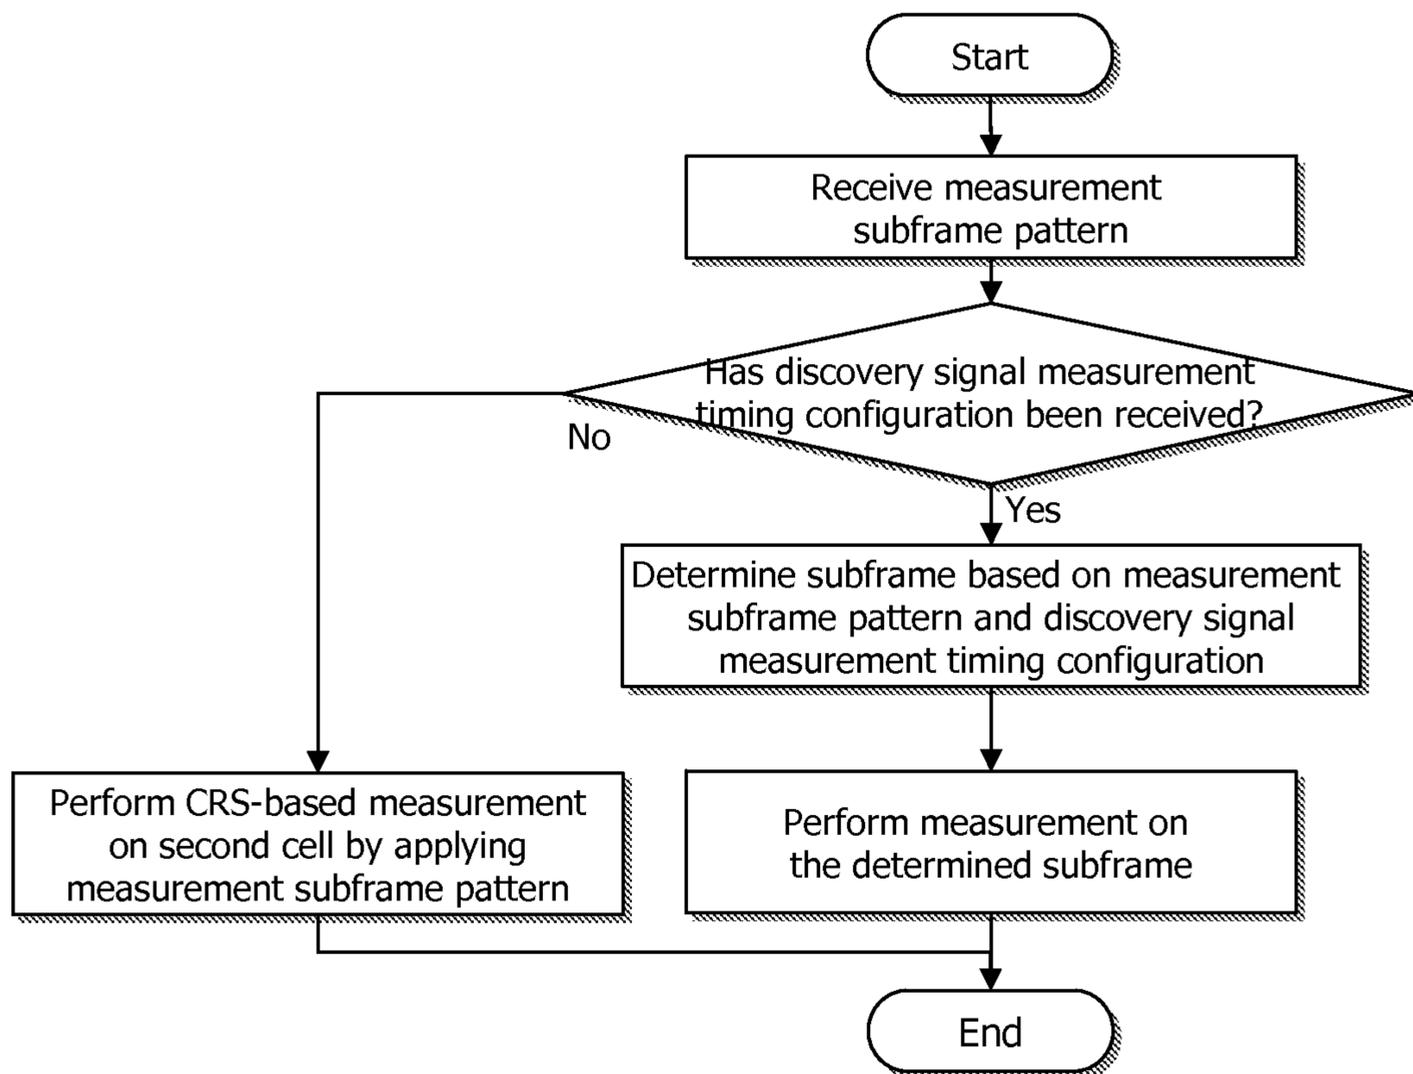 Start
Receive measurement
subframe pattern
Has discovery signal measurement
timing configuration been received?
No
Yes
Determine subframe based on measurement
subframe pattern and discovery signal
measurement timing configuration
Perform CRS-based measurement
on second cell by applying
measurement subframe pattern
Perform measurement on
the determined subframe
End